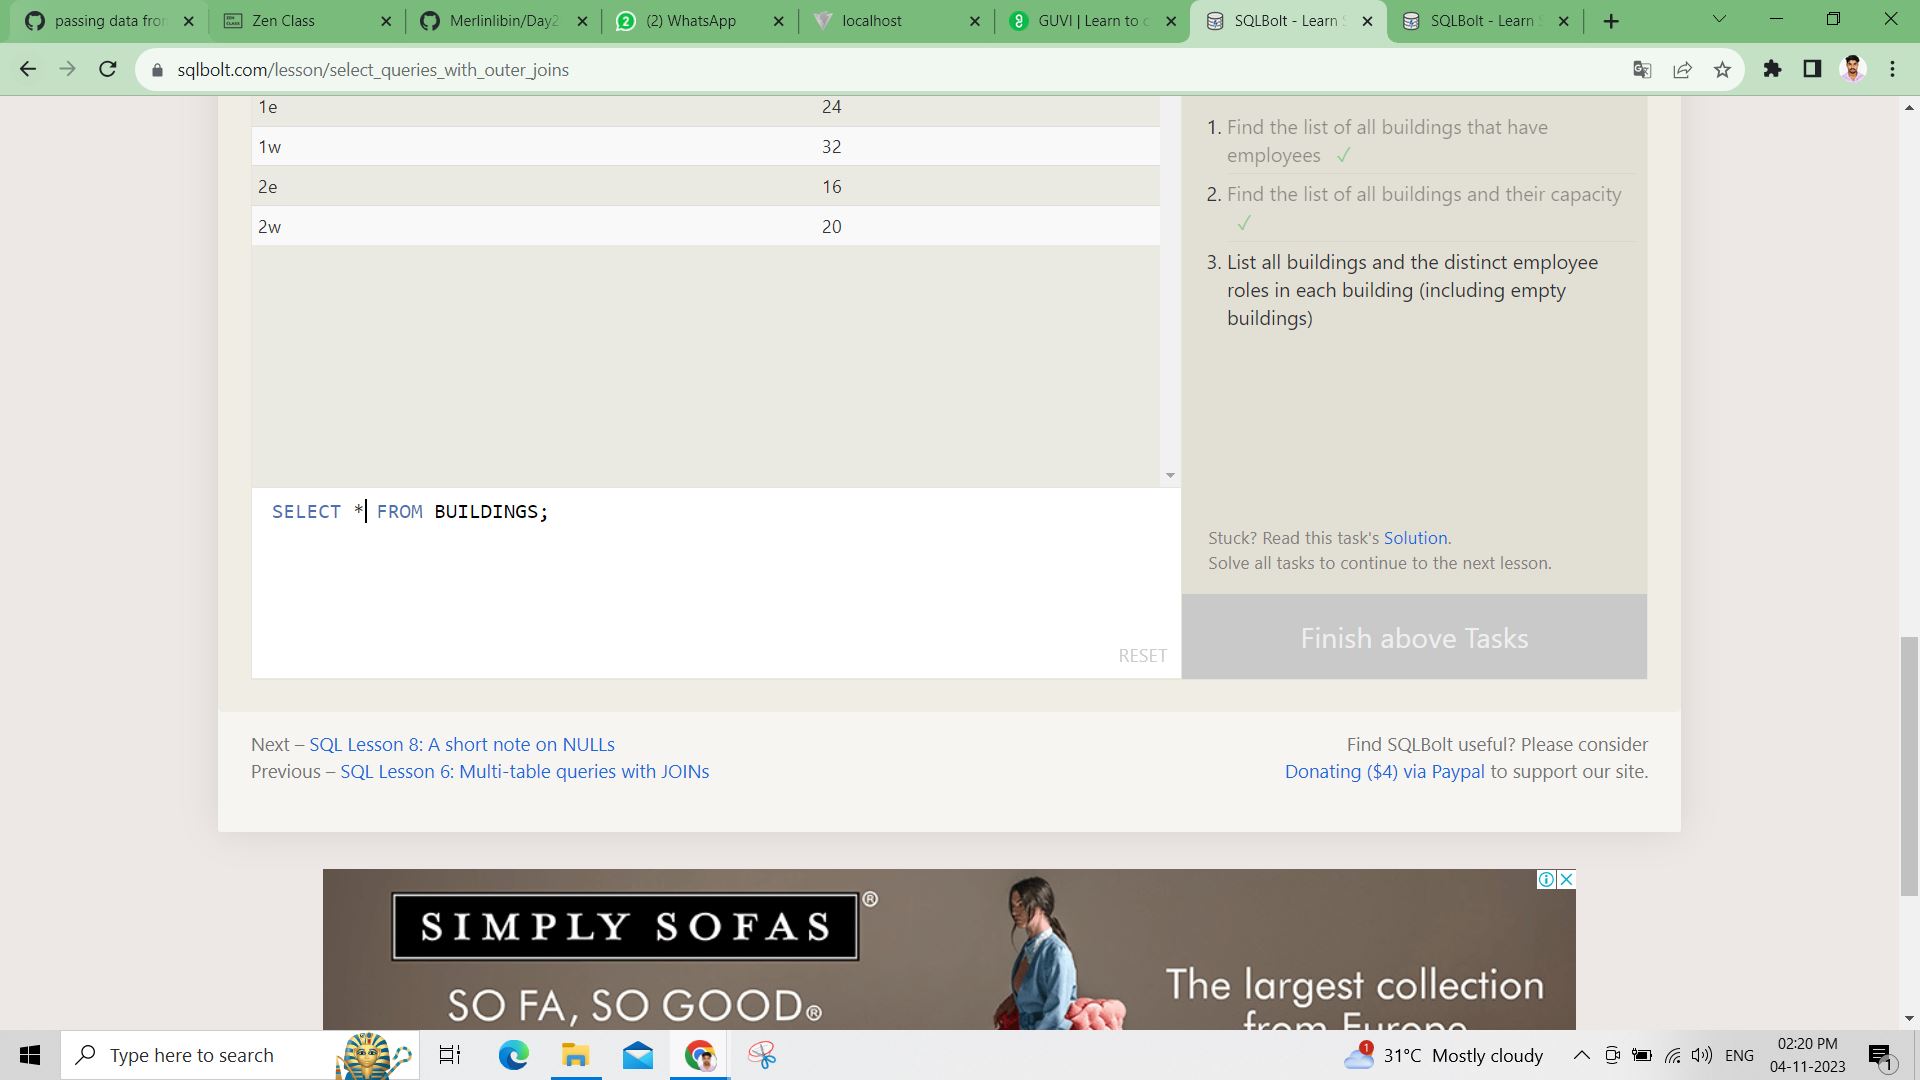 passing data from
Zen Class
Merlinlibin/Day2
(2) WhatsApp
localhost
GUVI | Learn to c
SQLBolt - Learn S
SQLBolt - Learn S
sqlbolt.com/lesson/select_queries_with_outer_joins
1e 24
1w 32
2e 16
2w 20
1. Find the list of all buildings that have
employees ✓
2. Find the list of all buildings and their capacity
✓
3. List all buildings and the distinct employee
roles in each building (including empty
buildings)
SELECT * FROM BUILDINGS;
RESET
Stuck? Read this task's Solution.
Solve all tasks to continue to the next lesson.
Finish above Tasks
Next – SQL Lesson 8: A short note on NULLs
Previous – SQL Lesson 6: Multi-table queries with JOINs
Find SQLBolt useful? Please consider
Donating ($4) via Paypal to support our site.
SIMPLY SOFAS®
SO FA, SO GOOD®
The largest collection
from Europe
Type here to search
1
31°C Mostly cloudy
ENG
02:20 PM
04-11-2023
1